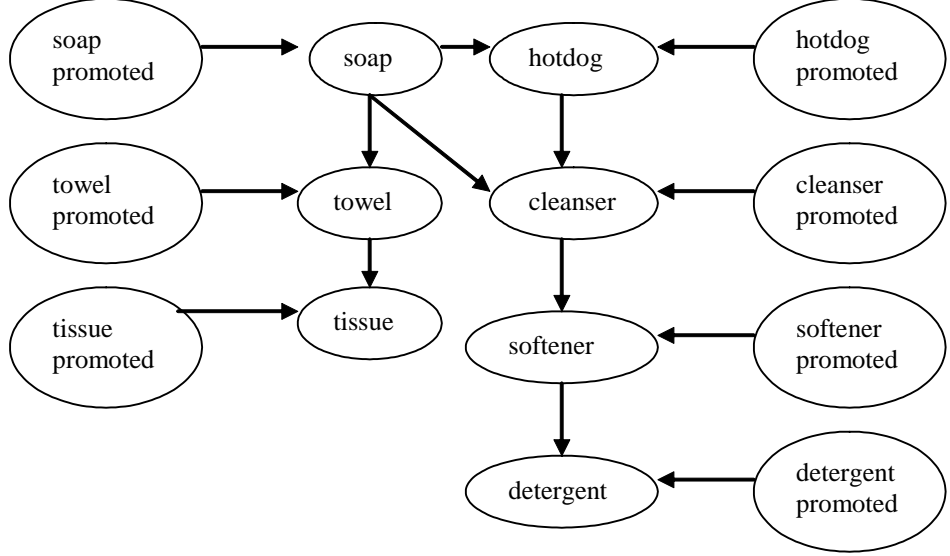 soap
promoted
soap
hotdog
hotdog
promoted
towel
promoted
towel
cleanser
cleanser
promoted
tissue
promoted
tissue
softener
softener
promoted
detergent
detergent
promoted